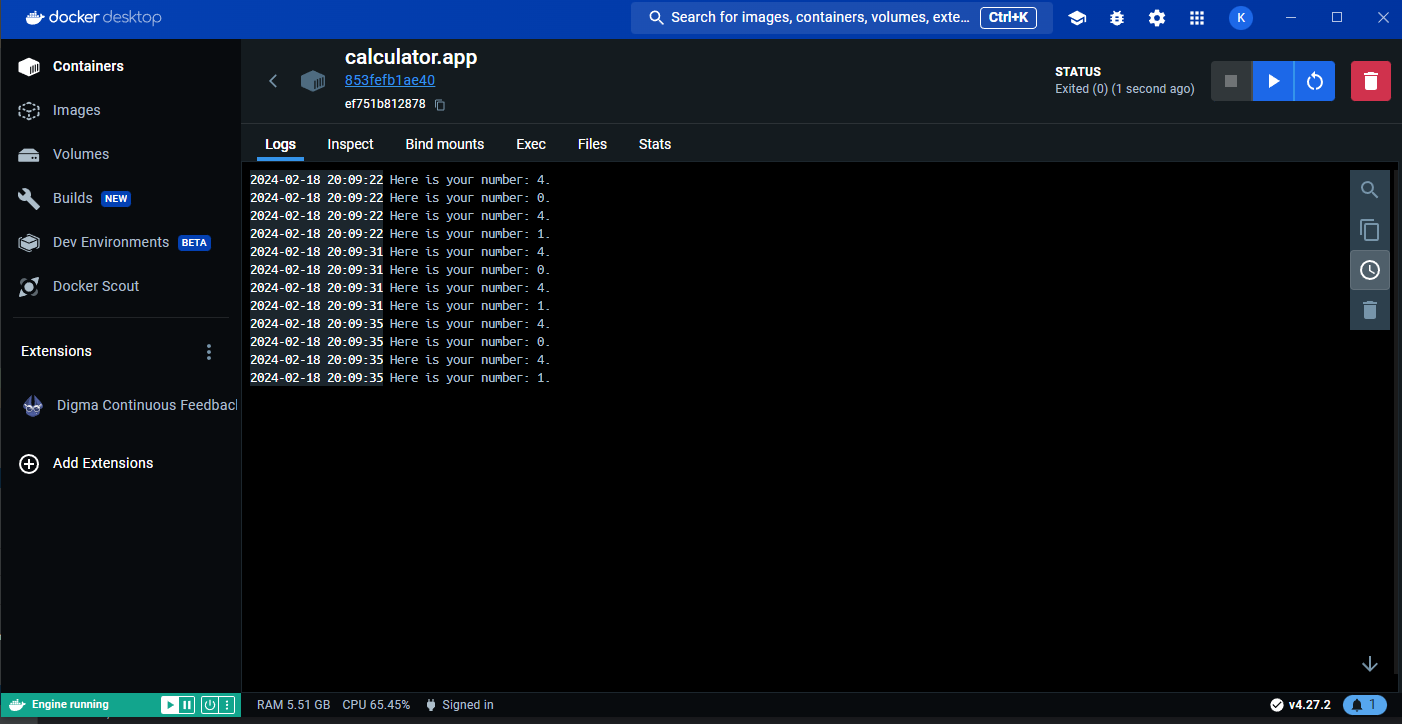 docker desktop
Search for images, containers, volumes, exte... Ctrl+K
K
Containers
Images
Volumes
Builds NEW
Dev Environments BETA
Docker Scout
Extensions
Digma Continuous Feedbac
Add Extensions
calculator.app
853fefb1ae40
ef751b812878
STATUS
Exited (0) (1 second ago)
Logs Inspect Bind mounts Exec Files Stats
2024-02-18 20:09:22 Here is your number: 4.
2024-02-18 20:09:22 Here is your number: 0.
2024-02-18 20:09:22 Here is your number: 4.
2024-02-18 20:09:22 Here is your number: 1.
2024-02-18 20:09:31 Here is your number: 4.
2024-02-18 20:09:31 Here is your number: 0.
2024-02-18 20:09:31 Here is your number: 4.
2024-02-18 20:09:31 Here is your number: 1.
2024-02-18 20:09:35 Here is your number: 4.
2024-02-18 20:09:35 Here is your number: 0.
2024-02-18 20:09:35 Here is your number: 4.
2024-02-18 20:09:35 Here is your number: 1.
Engine running
RAM 5.51 GB CPU 65.45% Signed in
v4.27.2
1